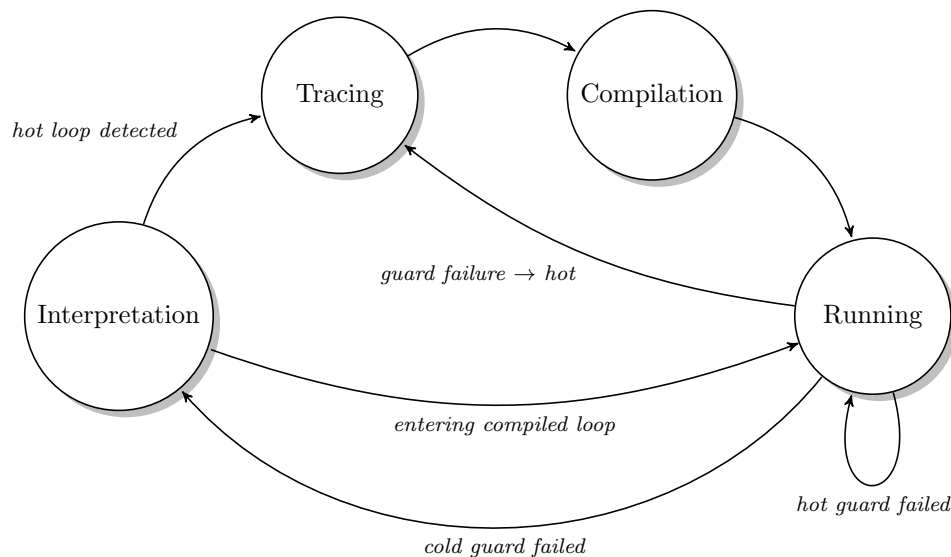 Tracing
Compilation
hot loop detected
guard failure → hot
Interpretation
Running
entering compiled loop
hot guard failed
cold guard failed